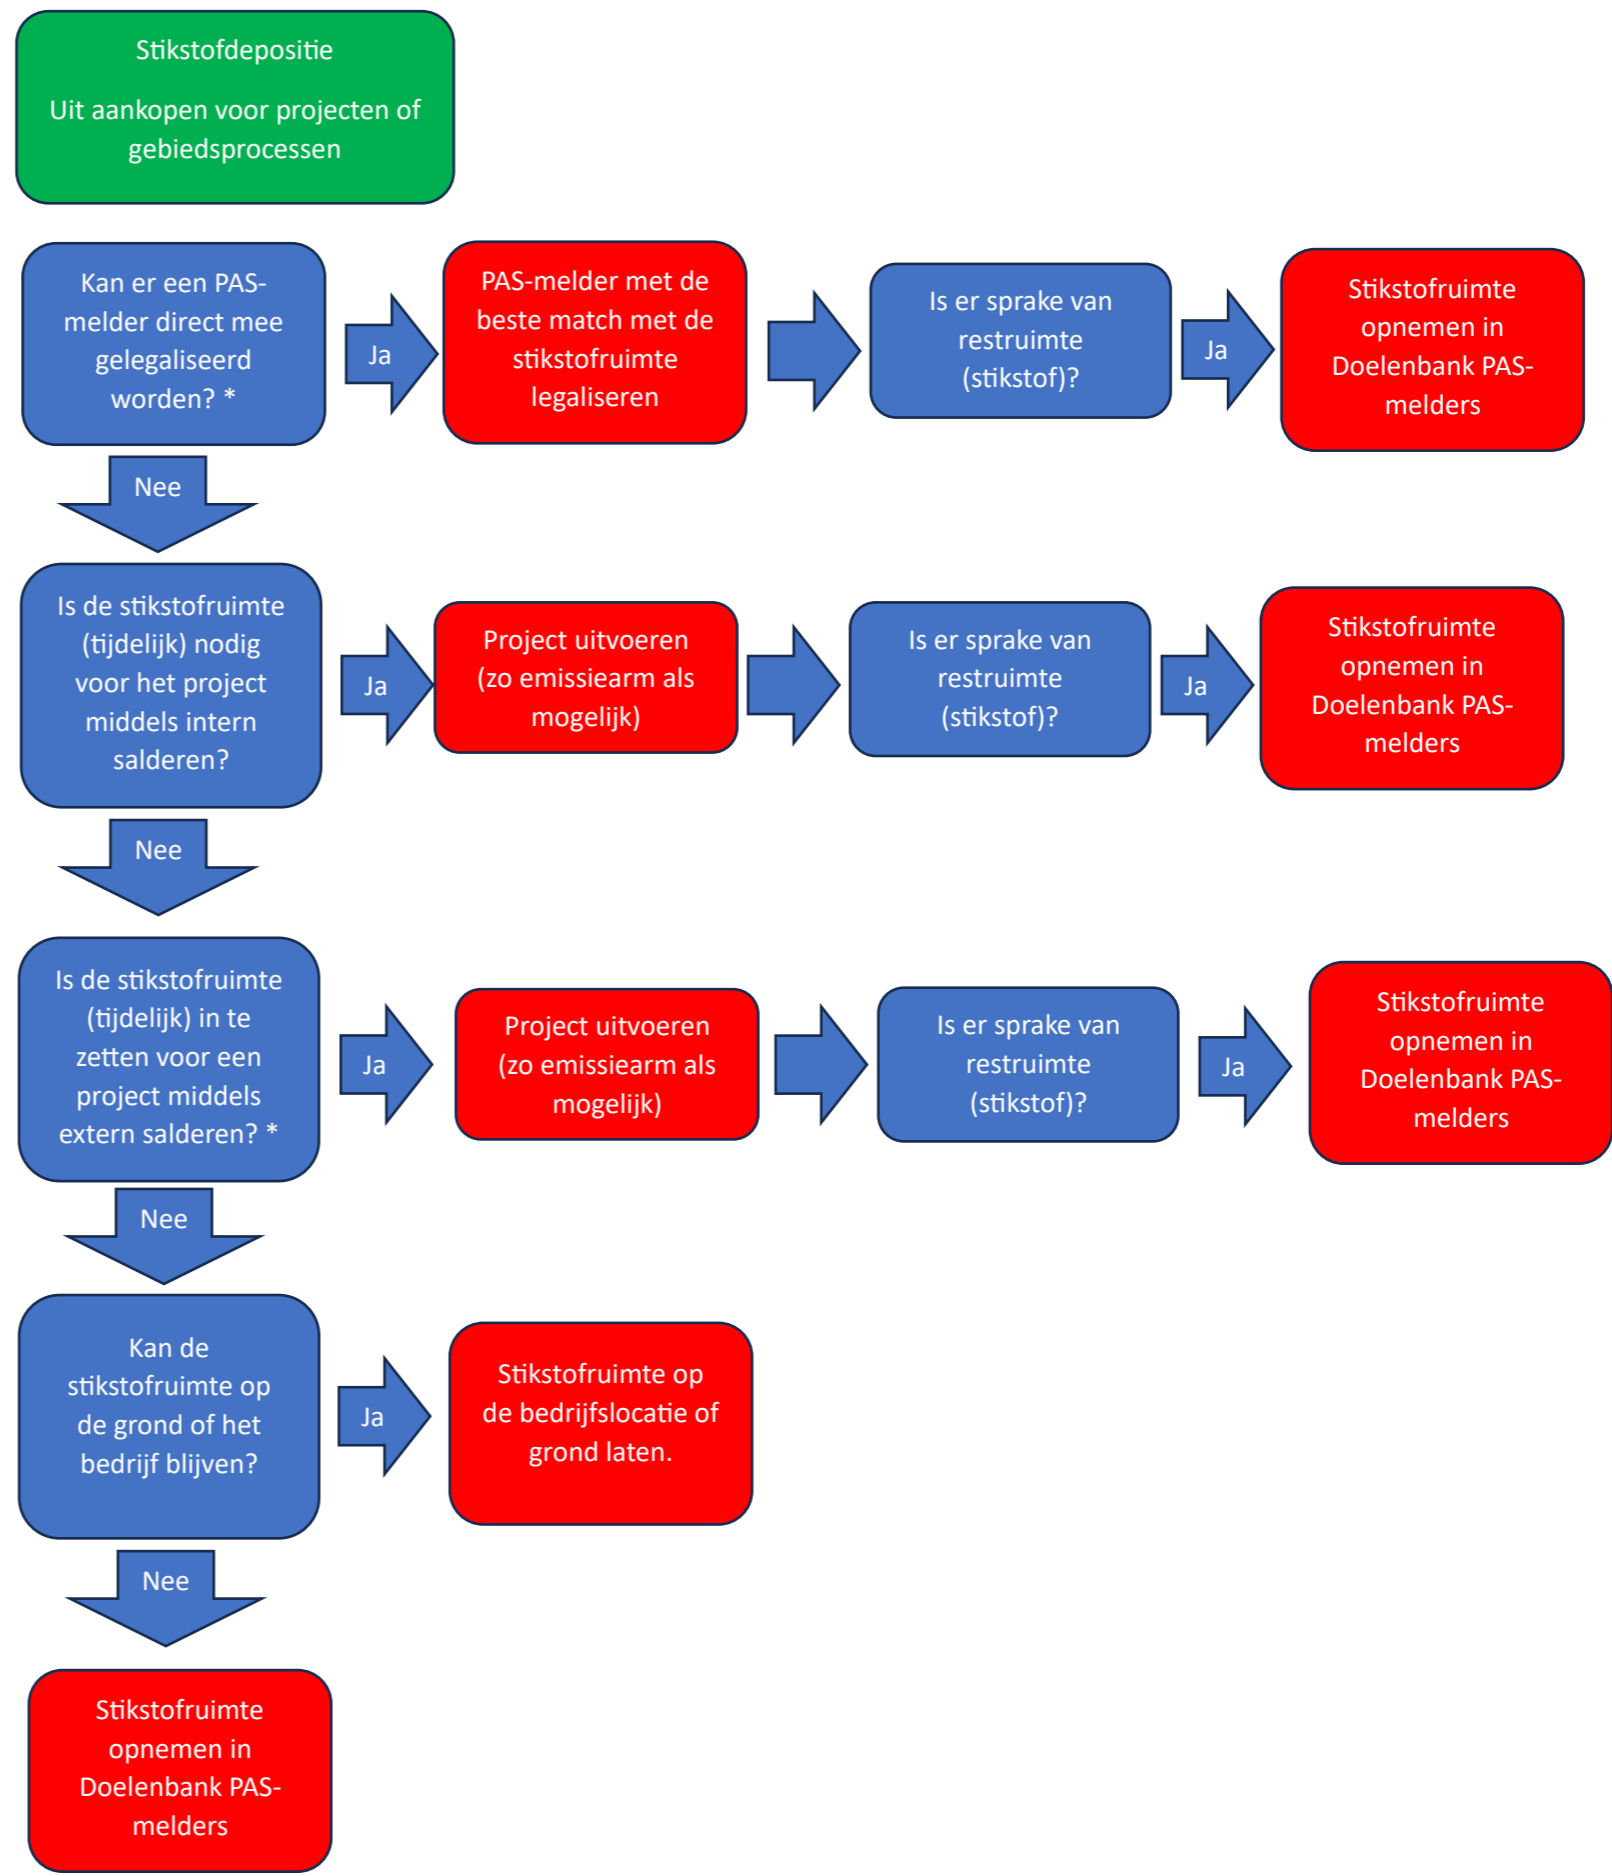 Stikstofdepositie
Uit aankopen voor projecten of
gebiedsprocessen
Kan er een PAS-
melder direct mee
gelegaliseerd
worden? *
Ja
PAS-melder met de
beste match met de
stikstofruimte
legaliseren
Is er sprake van
restruimte
(stikstof)?
Ja
Stikstofruimte
opnemen in
Doelenbank PAS-
melders
Nee
Is de stikstofruimte
(tijdelijk) nodig
voor het project
middels intern
salderen?
Ja
Project uitvoeren
(zo emissiearm als
mogelijk)
Is er sprake van
restruimte
(stikstof)?
Ja
Stikstofruimte
opnemen in
Doelenbank PAS-
melders
Nee
Is de stikstofruimte
(tijdelijk) in te
zetten voor een
project middels
extern salderen? *
Ja
Project uitvoeren
(zo emissiearm als
mogelijk)
Is er sprake van
restruimte
(stikstof)?
Ja
Stikstofruimte
opnemen in
Doelenbank PAS-
melders
Nee
Kan de
stikstofruimte op
de grond of het
bedrijf blijven?
Ja
Stikstofruimte op
de bedrijfslocatie of
grond laten.
Nee
Stikstofruimte
opnemen in
Doelenbank PAS-
melders